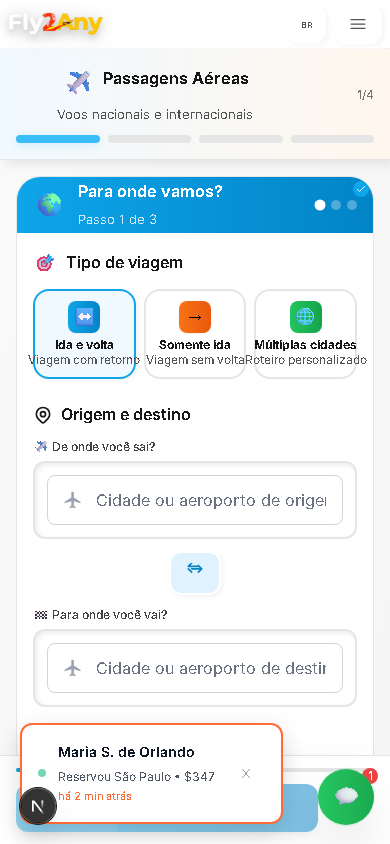 Fly2Any
BR
Passagens Aéreas
Voos nacionais e internacionais
1/4
Para onde vamos?
Passo 1 de 3
Tipo de viagem
Ida e volta
Viagem com retorno
Somente ida
Viagem sem volta
Múltiplas cidades
Roteiro personalizado
Origem e destino
De onde você sai?
Cidade ou aeroporto de orige
Para onde você vai?
Cidade ou aeroporto de destin
Maria S. de Orlando
Reservou São Paulo • $347
há 2 min atrás
N
1